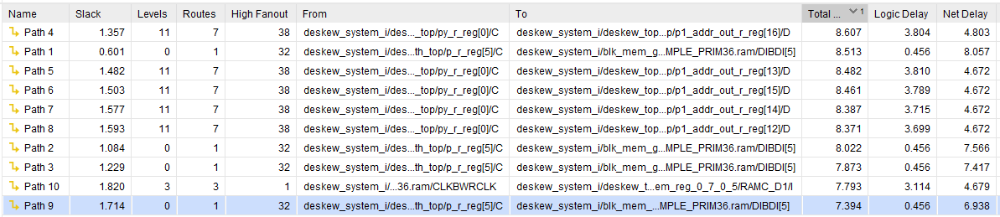 Name Slack Levels Routes High Fanout From To Total ... 1 Logic Delay Net Delay
Path 4 1.357 11 7 38 deskew_system_i/des..._top/py_r_reg[0]/C deskew_system_i/deskew_top...p/p1_addr_out_r_reg[16]/D 8.607 3.804 4.803
Path 1 0.601 0 1 32 deskew_system_i/des...th_top/p_r_reg[5]/C deskew_system_i/blk_mem_g...MPLE_PRIM36.ram/DIBDI[5] 8.513 0.456 8.057
Path 5 1.482 11 7 38 deskew_system_i/des..._top/py_r_reg[0]/C deskew_system_i/deskew_top...p/p1_addr_out_r_reg[13]/D 8.482 3.810 4.672
Path 6 1.503 11 7 38 deskew_system_i/des..._top/py_r_reg[0]/C deskew_system_i/deskew_top...p/p1_addr_out_r_reg[15]/D 8.461 3.789 4.672
Path 7 1.577 11 7 38 deskew_system_i/des..._top/py_r_reg[0]/C deskew_system_i/deskew_top...p/p1_addr_out_r_reg[14]/D 8.387 3.715 4.672
Path 8 1.593 11 7 38 deskew_system_i/des..._top/py_r_reg[0]/C deskew_system_i/deskew_top...p/p1_addr_out_r_reg[12]/D 8.371 3.699 4.672
Path 2 1.084 0 1 32 deskew_system_i/des...th_top/p_r_reg[5]/C deskew_system_i/blk_mem_g...MPLE_PRIM36.ram/DIBDI[5] 8.022 0.456 7.566
Path 3 1.229 0 1 32 deskew_system_i/des...th_top/p_r_reg[5]/C deskew_system_i/blk_mem_g...MPLE_PRIM36.ram/DIBDI[5] 7.873 0.456 7.417
Path 10 1.820 3 3 1 deskew_system_i/...36.ram/CLKBWRCLK deskew_system_i/deskew_t...em_reg_0_7_0_5/RAMC_D1/I 7.793 3.114 4.679
Path 9 1.714 0 1 32 deskew_system_i/des...th_top/p_r_reg[5]/C deskew_system_i/blk_mem_...MPLE_PRIM36.ram/DIBDI[5] 7.394 0.456 6.938